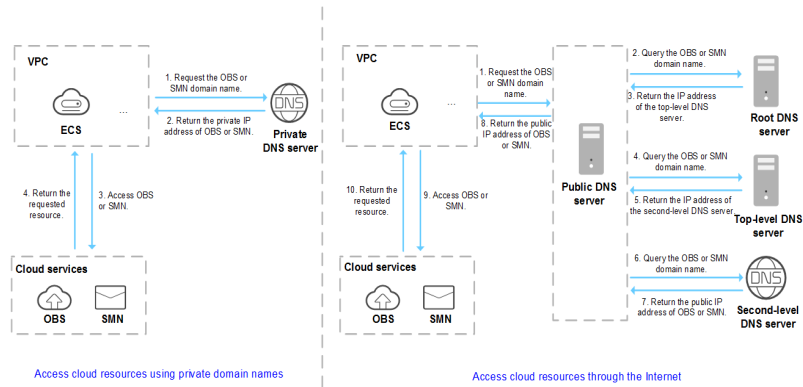 VPC
ECS
...
1. Request the OBS or
SMN domain name.
2. Return the private IP
address of OBS or SMN.
DNS
Private
DNS server
4. Return the
requested
resource.
3. Access OBS
or SMN.
Cloud services
OBS
SMN
Access cloud resources using private domain names
VPC
ECS
...
1. Request the OBS
or SMN domain
name.
8. Return the public
IP address of OBS
or SMN.
Public DNS
server
2. Query the OBS or SMN
domain name.
3. Return the IP address
of the top-level DNS
server.
Root DNS
server
4. Query the OBS or SMN
domain name.
5. Return the IP address of
the second-level DNS server.
Top-level DNS
server
6. Query the OBS or SMN
domain name.
7. Return the public IP
address of OBS or SMN.
DNS
Second-level
DNS server
10. Return the
requested
resource.
9. Access OBS or
SMN.
Cloud services
OBS
SMN
Access cloud resources through the Internet